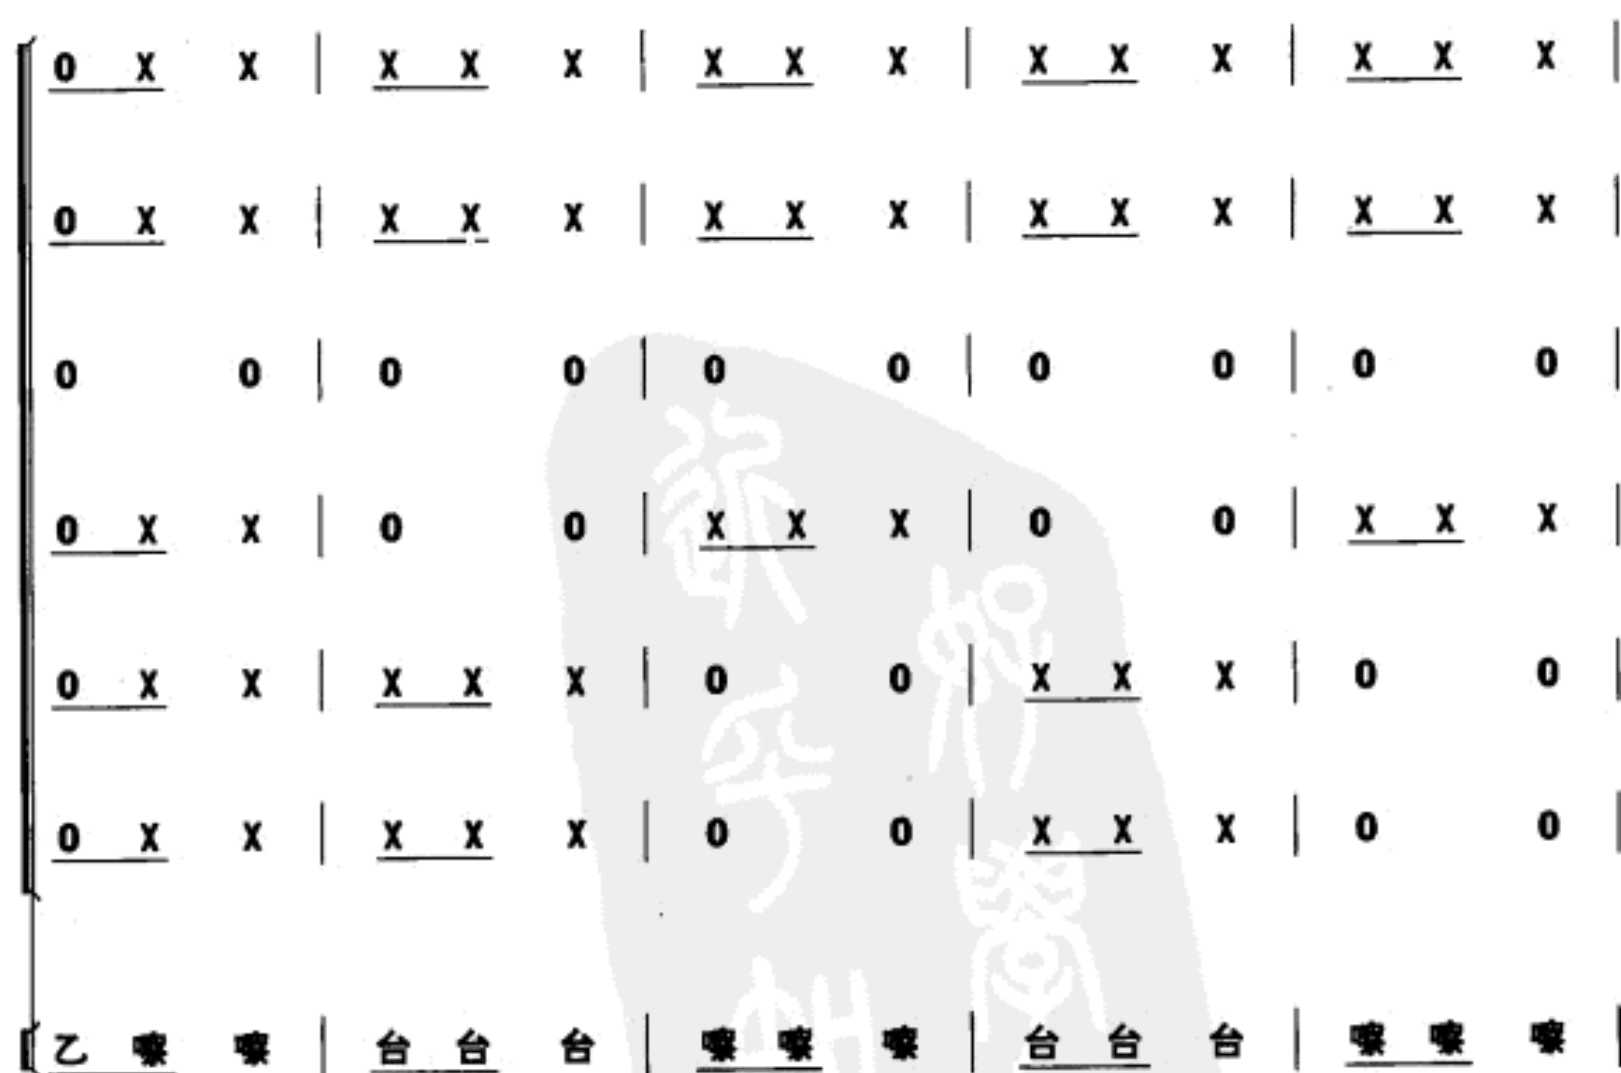 0 X X | X X X | X X X | X X X | X X X |
0 X X | X X X | X X X | X X X | X X X |
0 0 | 0 0 | 0 0 | 0 0 | 0 0 |
0 X X | 0 0 | X X X | 0 0 | X X X |
0 X X | X X X | 0 0 | X X X | 0 0 |
0 X X | X X X | 0 0 | X X X | 0 0 |
乙 嚓 嚓 | 台 台 台 | 嚓 嚓 嚓 | 台 台 台 | 嚓 嚓 嚓 |